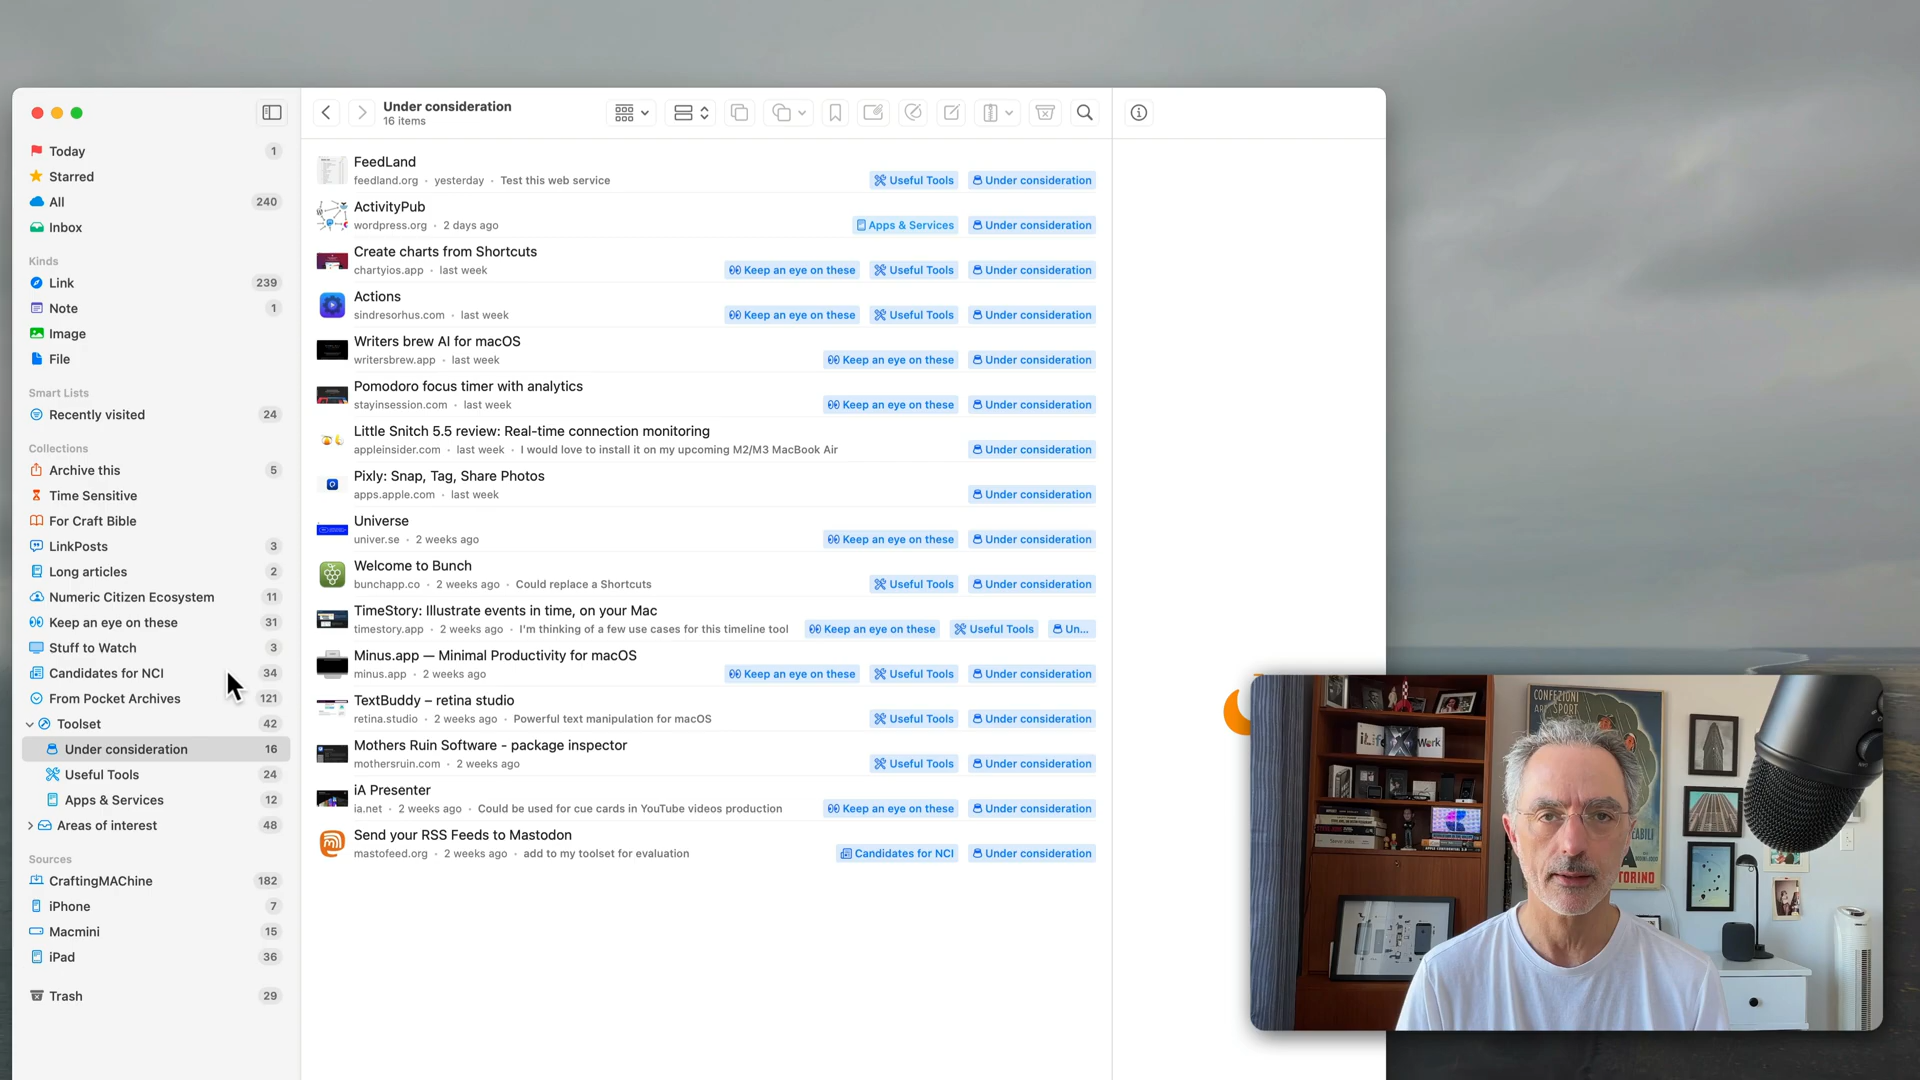 Today 1
Starred
All 240
Inbox
Kinds
Link 239
Note 1
Image
File
Smart Lists
Recently visited 24
Collections
Archive this 5
Time Sensitive
For Craft Bible
LinkPosts 3
Long articles 2
Numeric Citizen Ecosystem 11
Keep an eye on these 31
Stuff to Watch 3
Candidates for NCI 34
From Pocket Archives 121
Toolset 42
Under consideration 16
Useful Tools 24
Apps & Services 12
Areas of interest 48
Sources
CraftingMAChine 182
iPhone 7
Macmini 15
iPad 36
Trash 29
Under consideration
16 items
FeedLand
feedland.org • yesterday • Test this web service Useful Tools Under consideration
ActivityPub
wordpress.org • 2 days ago Apps & Services Under consideration
Create charts from Shortcuts
chartyios.app • last week Keep an eye on these Useful Tools Under consideration
Actions
sindresorhus.com • last week Keep an eye on these Useful Tools Under consideration
Writers brew AI for macOS
writersbrew.app • last week Keep an eye on these Under consideration
Pomodoro focus timer with analytics
stayinsession.com • last week Keep an eye on these Under consideration
Little Snitch 5.5 review: Real-time connection monitoring
appleinsider.com • last week • I would love to install it on my upcoming M2/M3 MacBook Air Under consideration
Pixly: Snap, Tag, Share Photos
apps.apple.com • last week Under consideration
Universe
univer.se • 2 weeks ago Keep an eye on these Under consideration
Welcome to Bunch
bunchapp.co • 2 weeks ago • Could replace a Shortcuts Useful Tools Under consideration
TimeStory: Illustrate events in time, on your Mac
timestory.app • 2 weeks ago • I'm thinking of a few use cases for this timeline tool Keep an eye on these Useful Tools Un...
Minus.app — Minimal Productivity for macOS
minus.app • 2 weeks ago Keep an eye on these Useful Tools Under consideration
TextBuddy – retina studio
retina.studio • 2 weeks ago • Powerful text manipulation for macOS Useful Tools Under consideration
Mothers Ruin Software - package inspector
mothersruin.com • 2 weeks ago Useful Tools Under consideration
iA Presenter
ia.net • 2 weeks ago • Could be used for cue cards in YouTube videos production Keep an eye on these Under consideration
Send your RSS Feeds to Mastodon
mastofeed.org • 2 weeks ago • add to my toolset for evaluation Candidates for NCI Under consideration
CONFEZIONI
SPORT
TORINO
iLife
Work